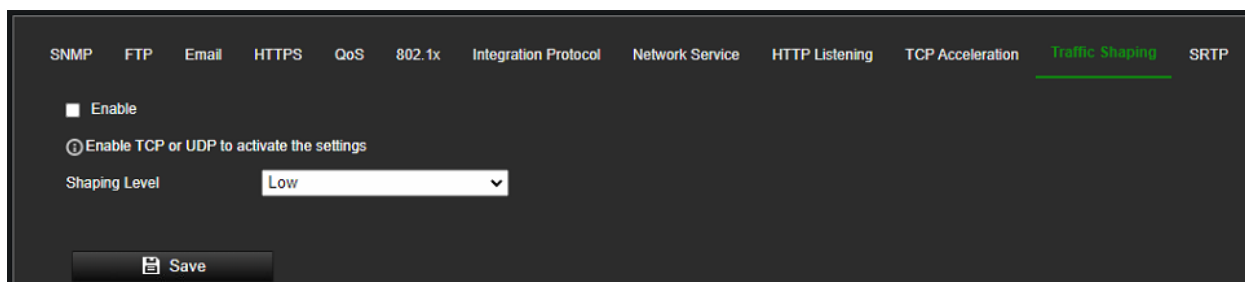 SNMP FTP Email HTTPS QoS 802.1x Integration Protocol Network Service HTTP Listening TCP Acceleration Traffic Shaping SRTP
Enable
Enable TCP or UDP to activate the settings
Shaping Level Low
Save